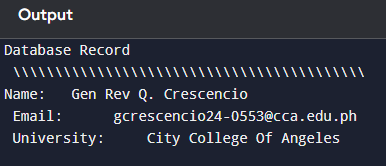 Output
Database Record
\\\\\\\\\\\\\\\\\\\\\\\\\\\\\\\\\\\\\\\\\\
Name:   Gen Rev Q. Crescencio
Email:      gcrescencio24-0553@cca.edu.ph
University:     City College Of Angeles